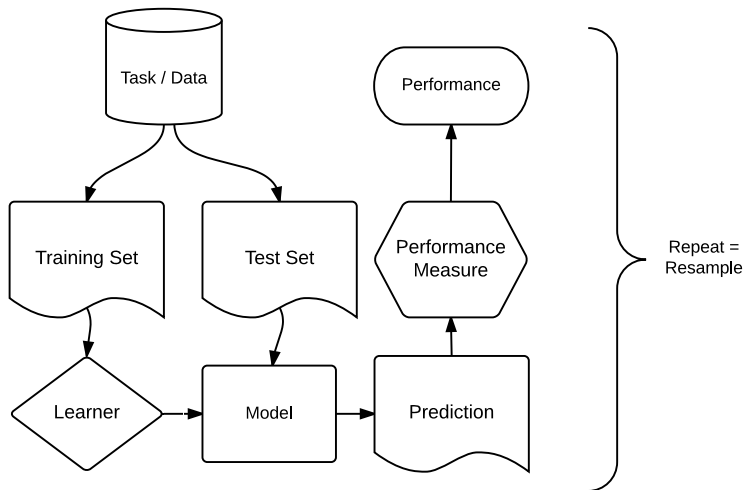 Task / Data
Performance
Training Set
Test Set
Performance
Measure
Repeat =
Resample
Learner
Model
Prediction